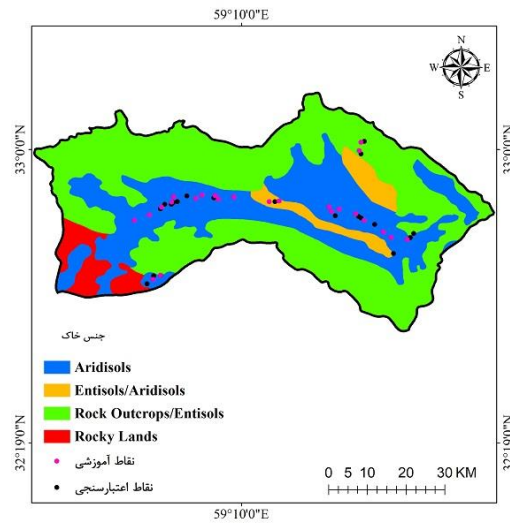 59°10'0"E
N
W E
S
33°0'0"N
33°0'0"N
جنس خاک
Aridisols
Entisols/Aridisols
Rock Outcrops/Entisols
Rocky Lands
نقاط آموزشی
نقاط اعتبارسنجی
0 5 10 20 30 KM
32°19'0"N
32°19'0"N
59°10'0"E